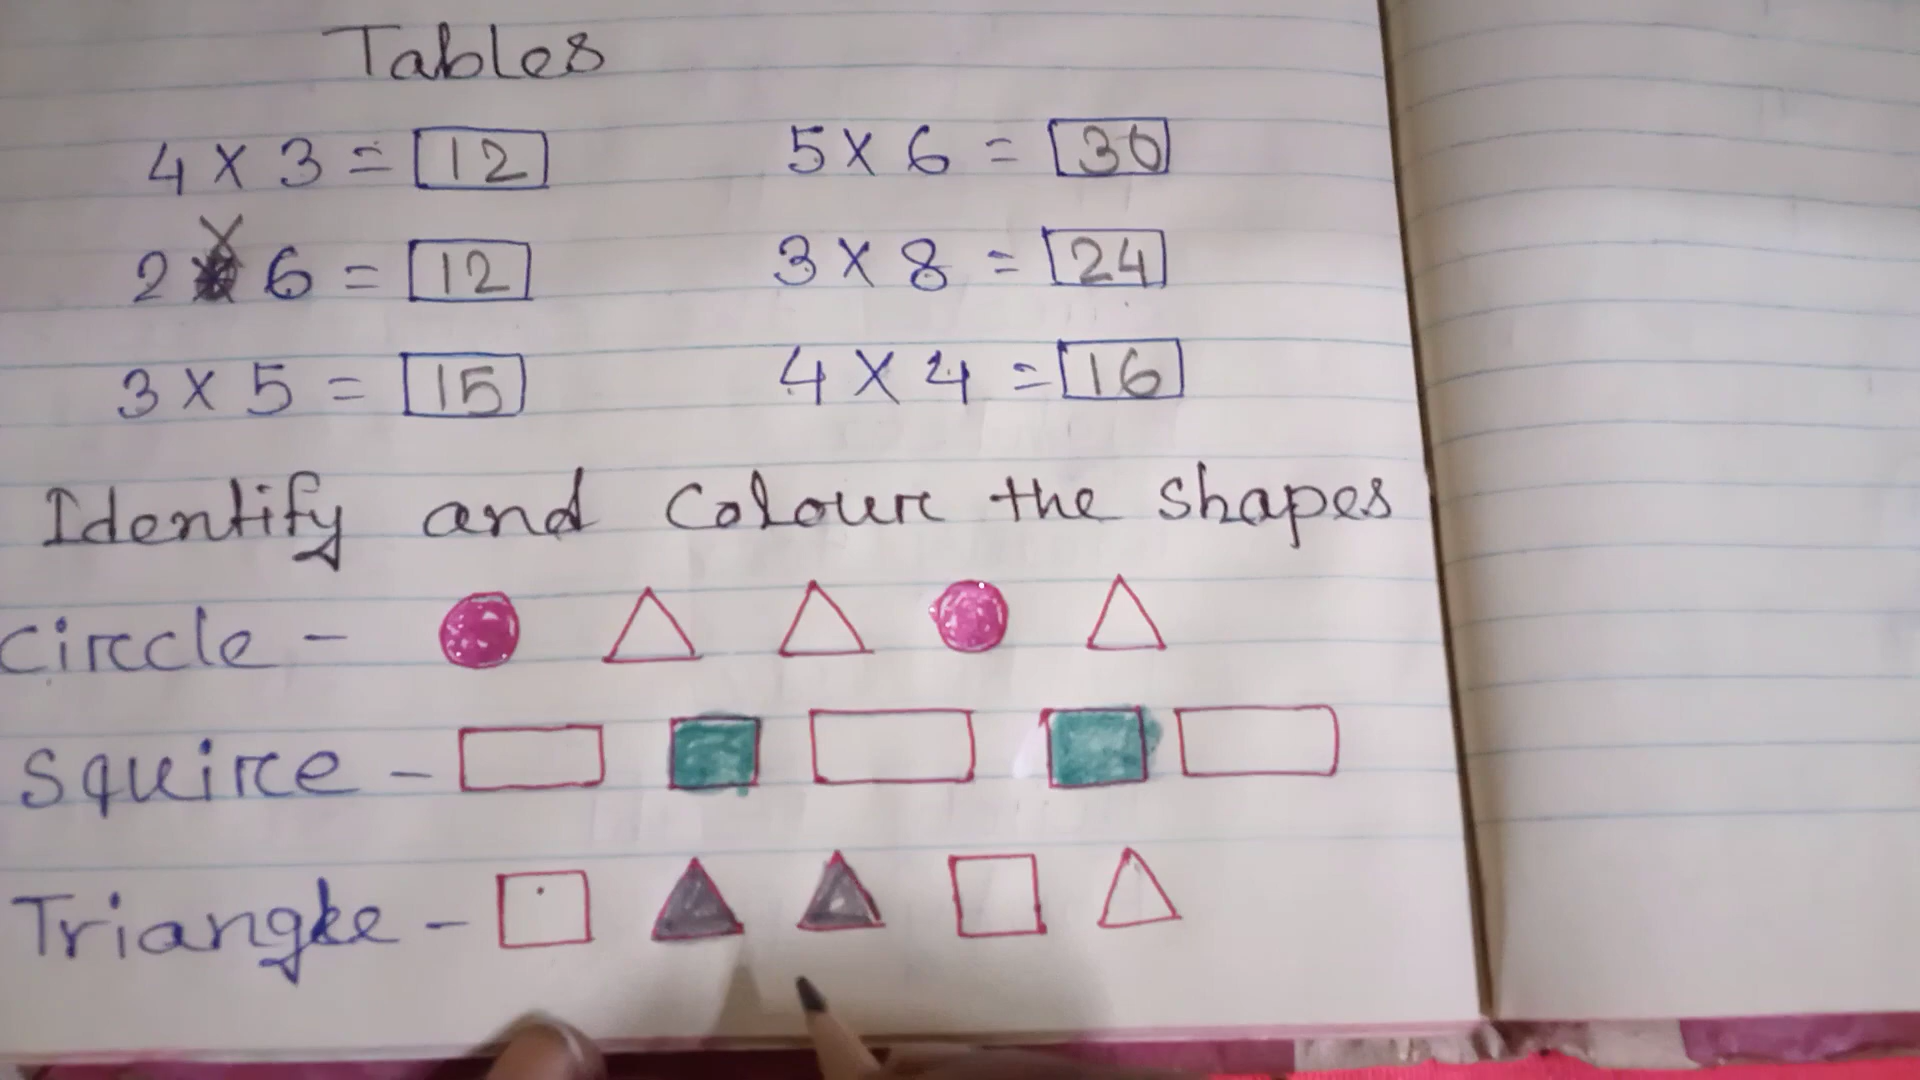 Tables
4 X 3 = 12 5 X 6 = 30
2 X 6 = 12 3 X 8 = 24
3 X 5 = 15 4 X 4 = 16
Identify and Colour the shapes
Circle -
Squire -
Triangle -